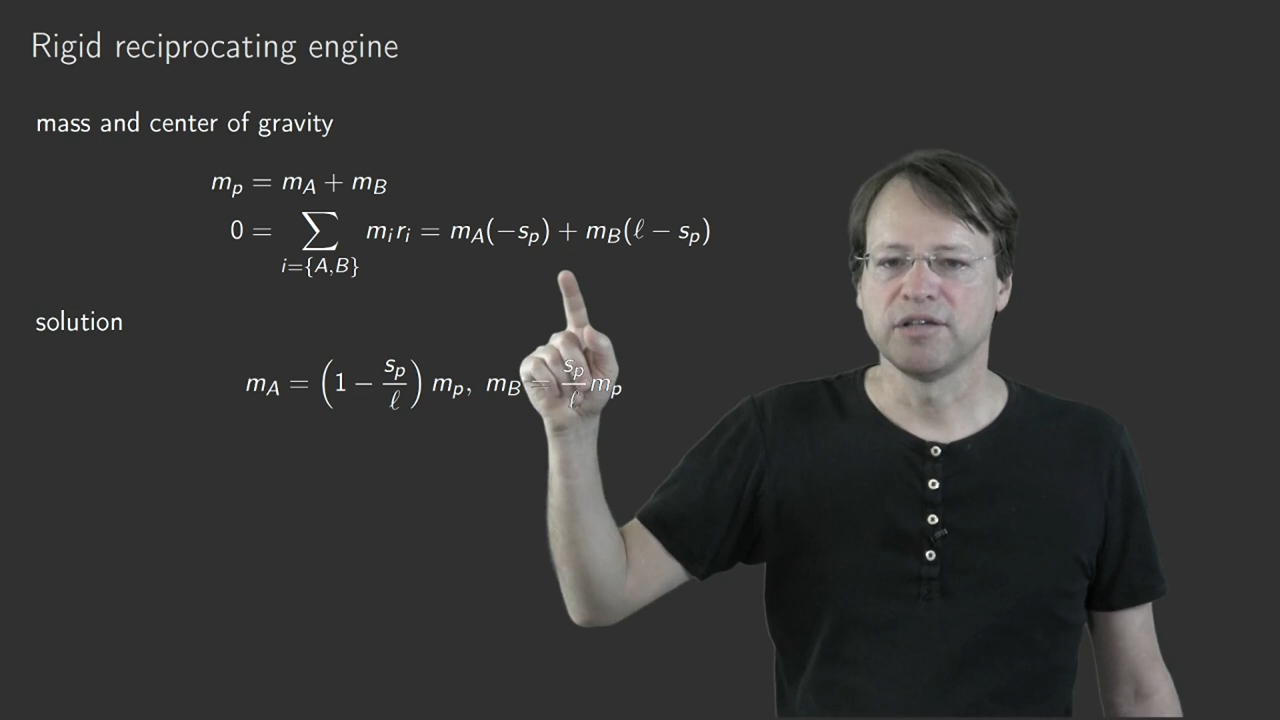 Rigid reciprocating engine
mass and center of gravity
m_p = m_A + m_B
0 = ∑_{i={A,B}} m_i r_i = m_A(−s_p) + m_B(ℓ − s_p)
solution
m_A = (1 − s_p/ℓ) m_p, m_B = s_p/ℓ m_p